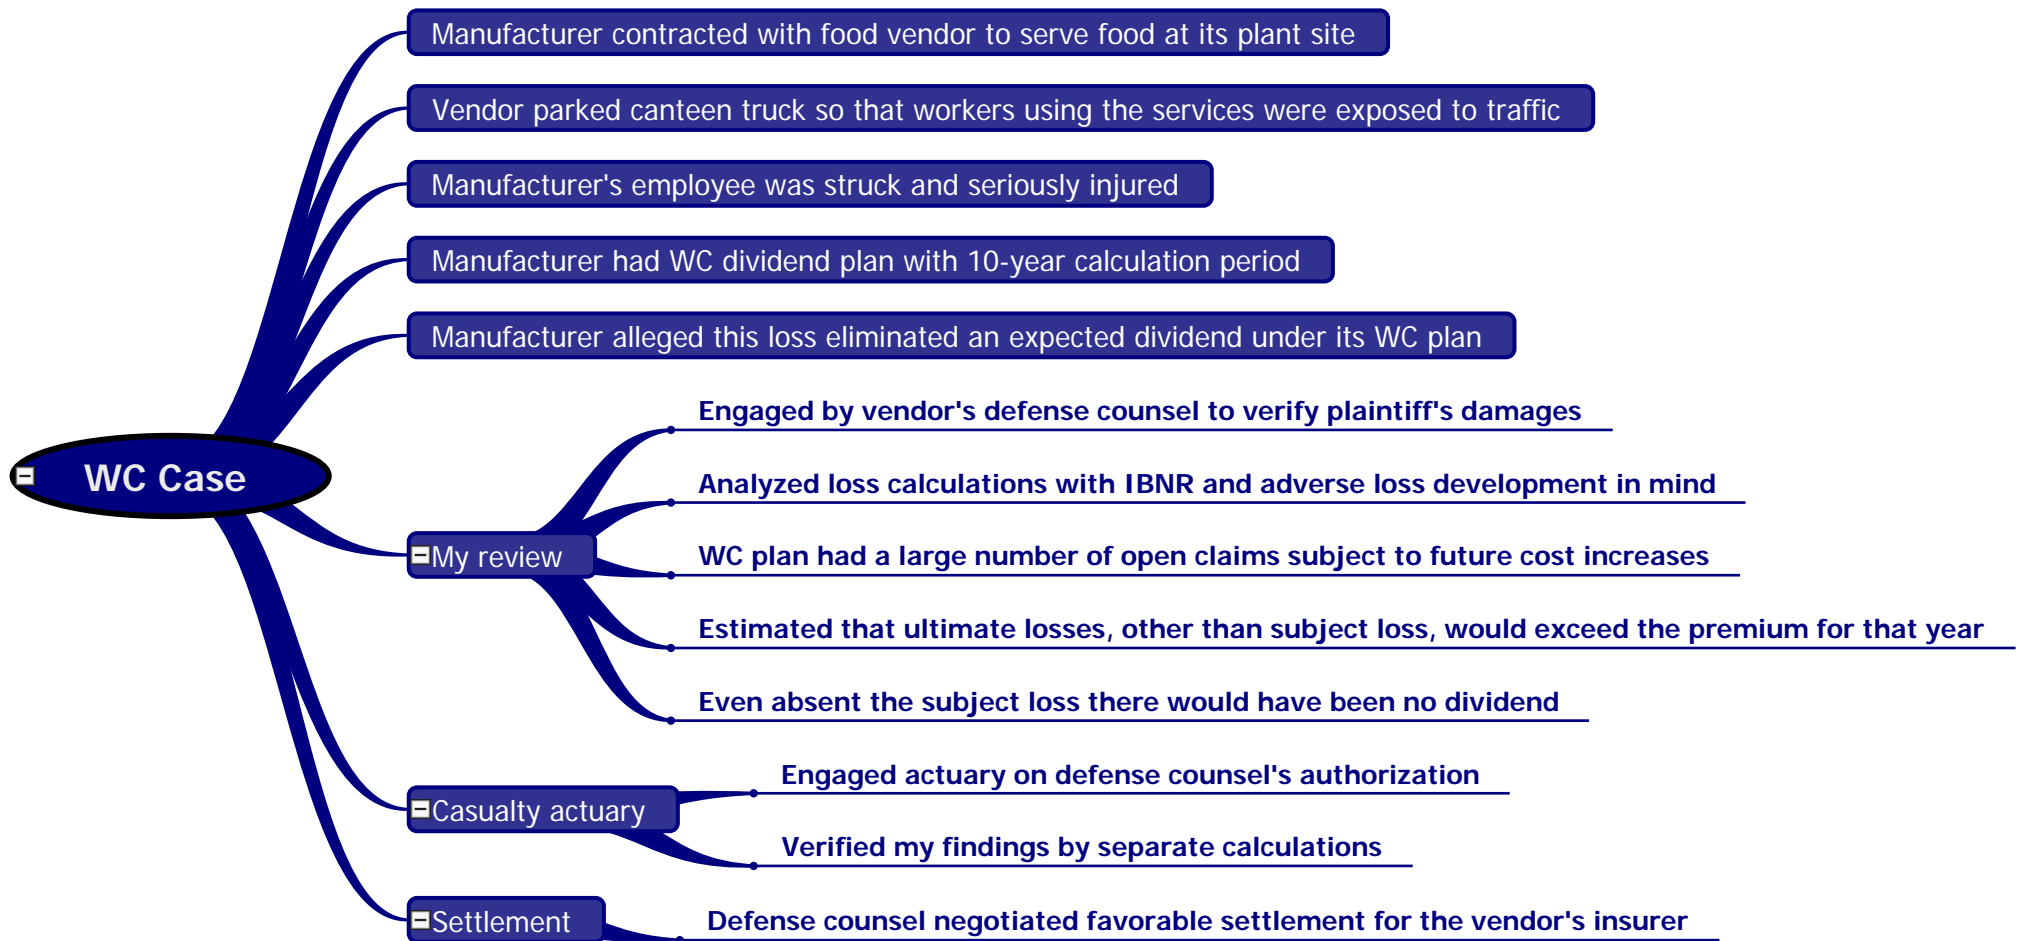 Manufacturer contracted with food vendor to serve food at its plant site
Vendor parked canteen truck so that workers using the services were exposed to traffic
Manufacturer's employee was struck and seriously injured
Manufacturer had WC dividend plan with 10-year calculation period
Manufacturer alleged this loss eliminated an expected dividend under its WC plan
WC Case
My review
Engaged by vendor's defense counsel to verify plaintiff's damages
Analyzed loss calculations with IBNR and adverse loss development in mind
WC plan had a large number of open claims subject to future cost increases
Estimated that ultimate losses, other than subject loss, would exceed the premium for that year
Even absent the subject loss there would have been no dividend
Casualty actuary
Engaged actuary on defense counsel's authorization
Verified my findings by separate calculations
Settlement
Defense counsel negotiated favorable settlement for the vendor's insurer